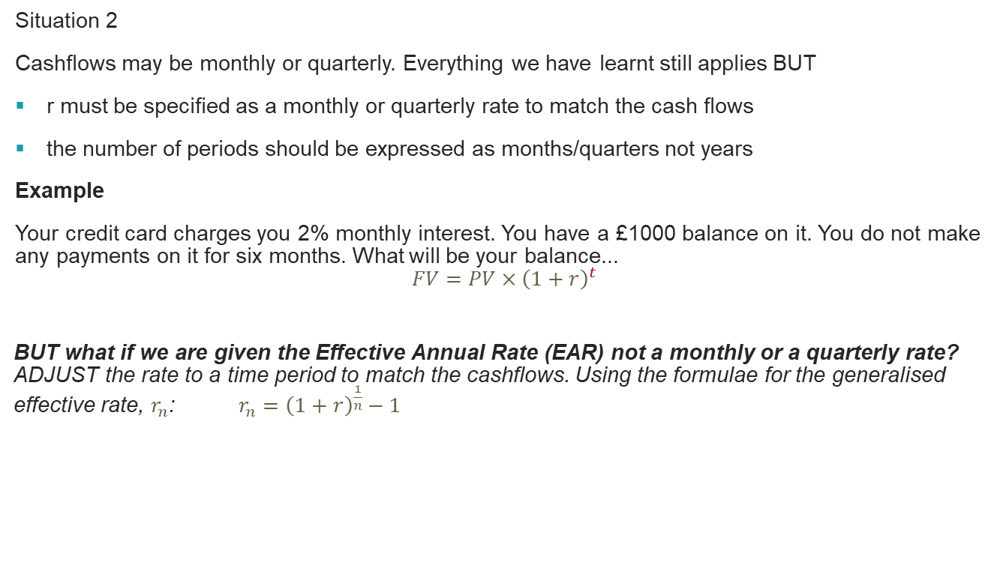 Situation 2
Cashflows may be monthly or quarterly. Everything we have learnt still applies BUT
▪ r must be specified as a monthly or quarterly rate to match the cash flows
▪ the number of periods should be expressed as months/quarters not years
Example
Your credit card charges you 2% monthly interest. You have a £1000 balance on it. You do not make
any payments on it for six months. What will be your balance...
𝐹𝑉 = 𝑃𝑉 × (1 + 𝑟)^𝑡
BUT what if we are given the Effective Annual Rate (EAR) not a monthly or a quarterly rate?
ADJUST the rate to a time period to match the cashflows. Using the formulae for the generalised
effective rate, 𝑟ₙ: 𝑟ₙ = (1 + 𝑟)^(1/𝑛) − 1